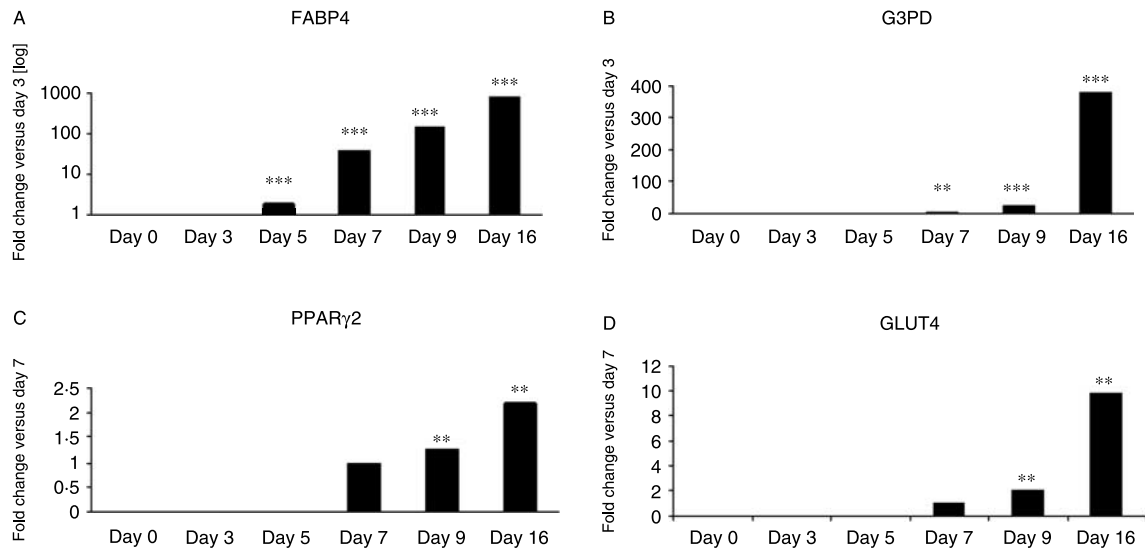 A
FABP4
Fold change versus day 3 [log]
1000
100
10
1
***
***
***
***
Day 0 Day 3 Day 5 Day 7 Day 9 Day 16
B
G3PD
Fold change versus day 3
400
300
200
100
0
**
***
***
Day 0 Day 3 Day 5 Day 7 Day 9 Day 16
C
PPARγ2
Fold change versus day 7
2·5
2
1·5
1
0·5
0
**
**
Day 0 Day 3 Day 5 Day 7 Day 9 Day 16
D
GLUT4
Fold change versus day 7
12
10
8
6
4
2
0
**
**
Day 0 Day 3 Day 5 Day 7 Day 9 Day 16